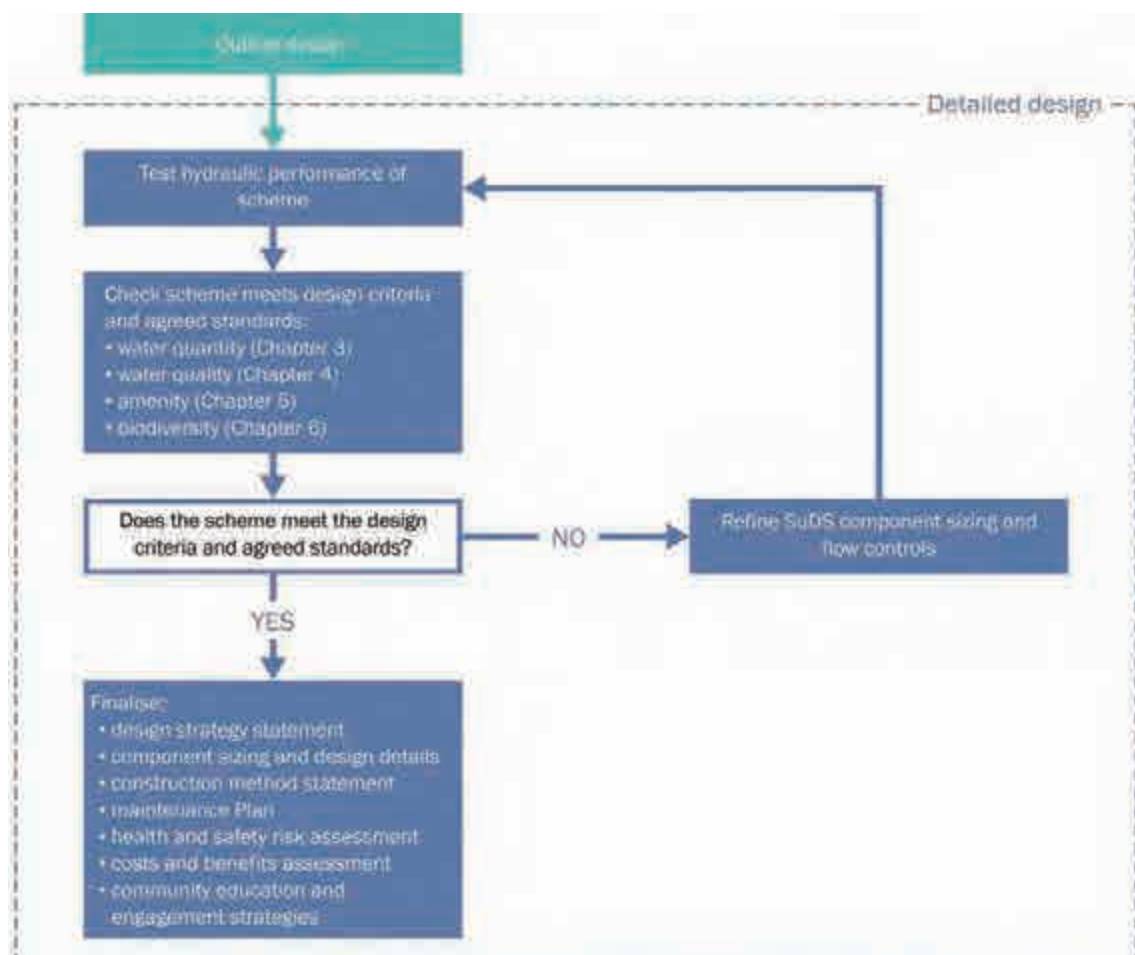 Outline design
Detailed design
Test hydraulic performance of
scheme
Check scheme meets design criteria
and agreed standards:
• water quantity (Chapter 3)
• water quality (Chapter 4)
• amenity (Chapter 5)
• biodiversity (Chapter 6)
Does the scheme meet the design
criteria and agreed standards?
NO
Refine SuDS component sizing and
flow controls
YES
Finalise:
• design strategy statement
• component sizing and design details
• construction method statement
• maintenance Plan
• health and safety risk assessment
• costs and benefits assessment
• community education and
engagement strategies